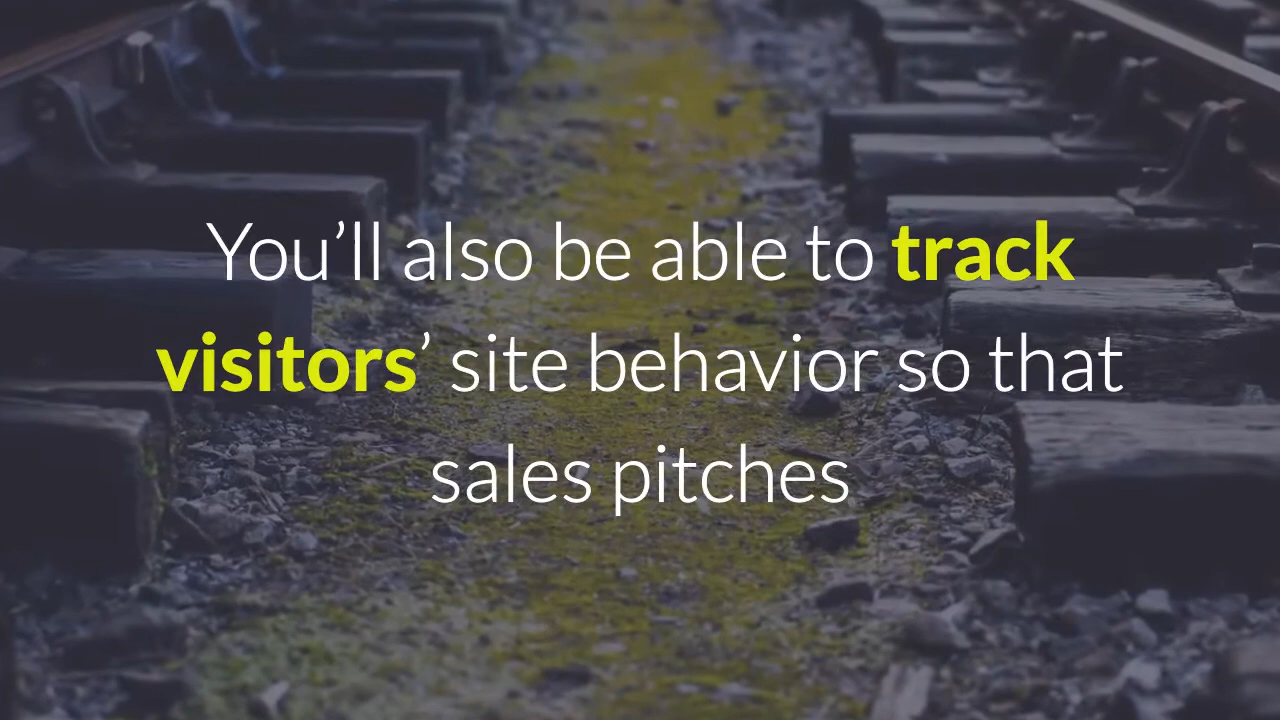 You’ll also be able to track
visitors’ site behavior so that
sales pitches